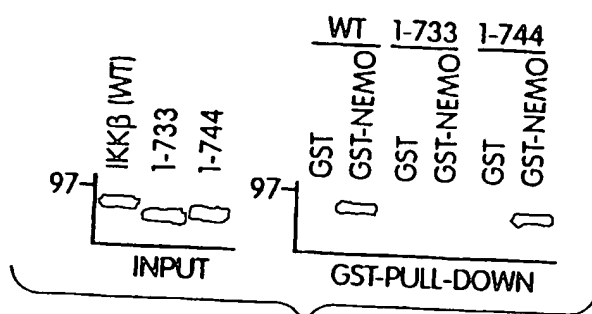 WT 1-733 1-744
IKKβ (WT)
1-733
1-744
GST
GST-NEMO
GST
GST-NEMO
GST
GST-NEMO
97
97
INPUT
GST-PULL-DOWN